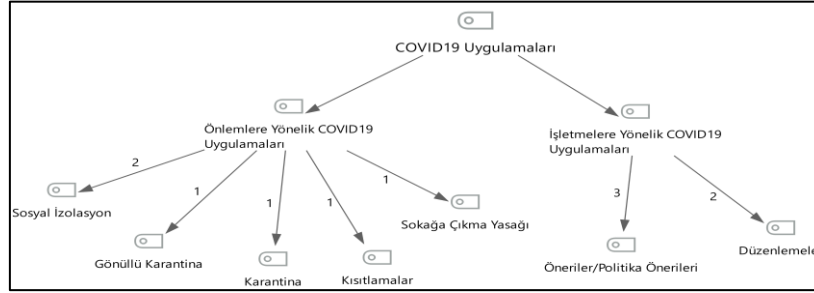 COVID19 Uygulamaları
Önlemlere Yönelik COVID19
Uygulamaları
İşletmelere Yönelik COVID19
Uygulamaları
2
1
1
1
1
3
2
Sosyal İzolasyon
Gönüllü Karantina
Karantina
Kısıtlamalar
Sokağa Çıkma Yasağı
Öneriler/Politika Önerileri
Düzenlemele